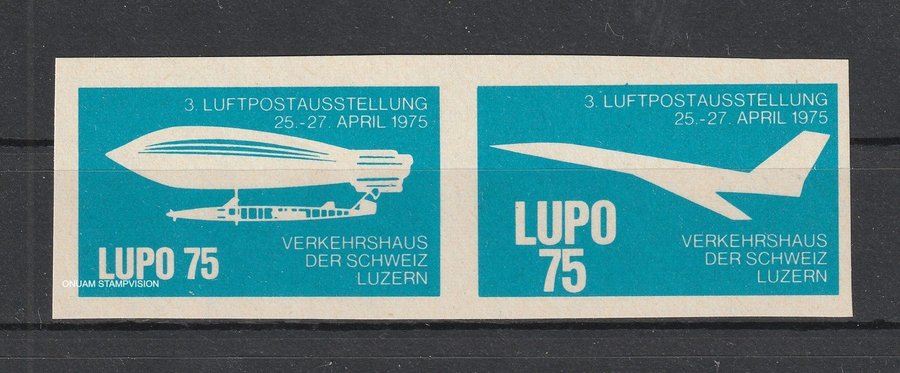 3. LUFTPOSTAUSSTELLUNG
25.-27. APRIL 1975
LUPO 75
VERKEHRSHAUS
DER SCHWEIZ
LUZERN
ONJAM STAMPVISION
3. LUFTPOSTAUSSTELLUNG
25.-27. APRIL 1975
LUPO
75
VERKEHRSHAUS
DER SCHWEIZ
LUZERN